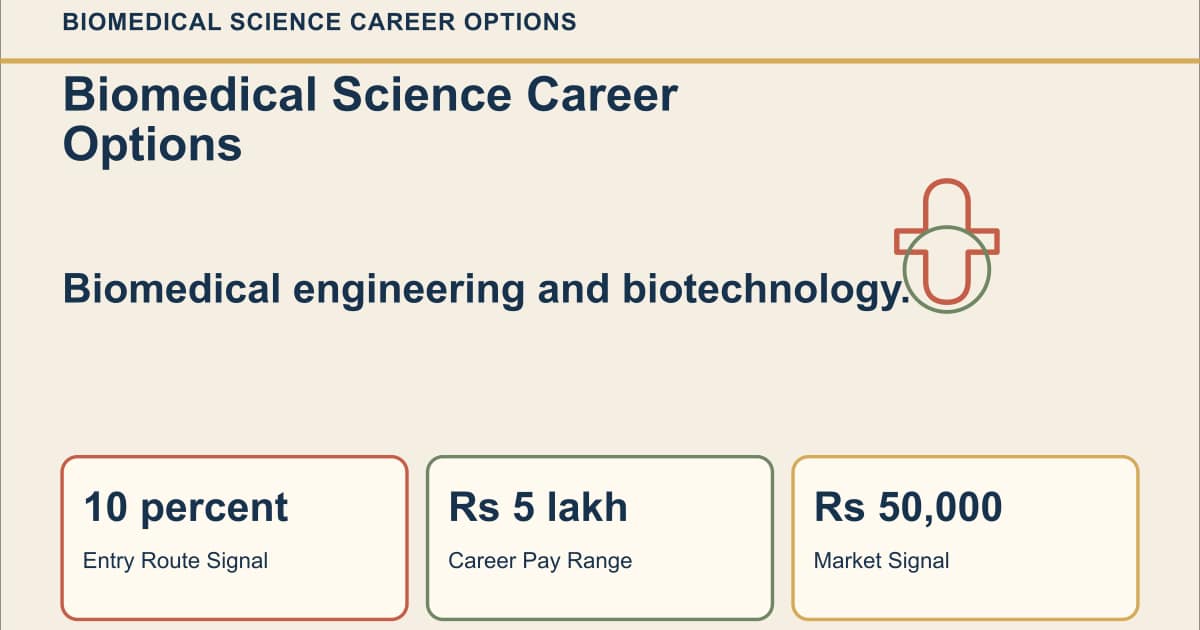 BIOMEDICAL SCIENCE CAREER OPTIONS
Biomedical Science Career
Options
Biomedical engineering and biotechnology.
10 percent
Entry Route Signal
Rs 5 lakh
Career Pay Range
Rs 50,000
Market Signal